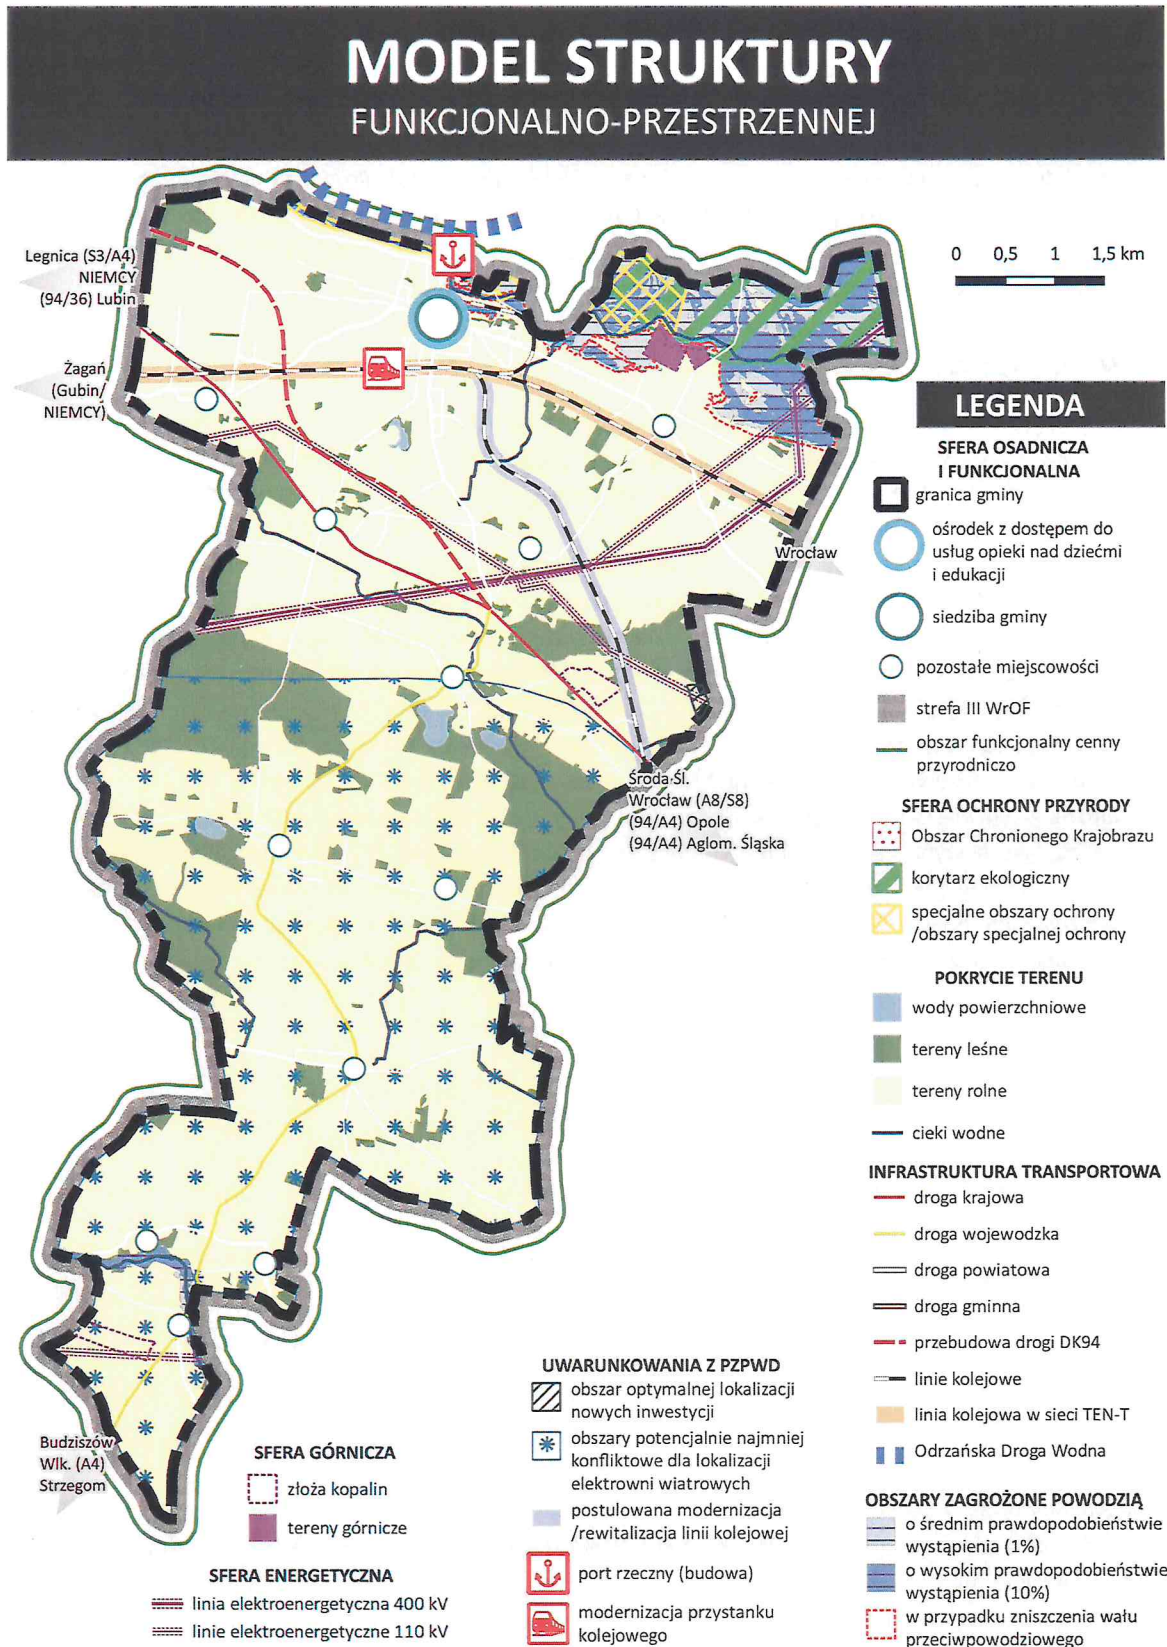 MODEL STRUKTURY
FUNKCJONALNO-PRZESTRZENNEJ
Legnica (S3/A4)
NIEMCY
(94/36) Lubin
Żagań
(Gubin/
NIEMCY)
0 0,5 1 1,5 km
Wrocław
Środa Śl.
Wrocław (A8/S8)
(94/A4) Opole
(94/A4) Aglom. Śląska
Budziszów
Wlk. (A4)
Strzegom
LEGENDA
SFERA OSADNICZA
I FUNKCJONALNA
granica gminy
ośrodek z dostępem do
usług opieki nad dziećmi
i edukacji
siedziba gminy
pozostałe miejscowości
strefa III WrOF
obszar funkcjonalny cenny
przyrodniczo
SFERA OCHRONY PRZYRODY
Obszar Chronionego Krajobrazu
korytarz ekologiczny
specjalne obszary ochrony
/obszary specjalnej ochrony
POKRYCIE TERENU
wody powierzchniowe
tereny leśne
tereny rolne
cieki wodne
INFRASTRUKTURA TRANSPORTOWA
droga krajowa
droga wojewodzka
droga powiatowa
droga gminna
przebudowa drogi DK94
linie kolejowe
linia kolejowa w sieci TEN-T
Odrzańska Droga Wodna
OBSZARY ZAGROŻONE POWODZIĄ
o średnim prawdopodobieństwie
wystąpienia (1%)
o wysokim prawdopodobieństwie
wystąpienia (10%)
w przypadku zniszczenia wału
przeciwpowodziowego
UWARUNKOWANIA Z PZPWD
obszar optymalnej lokalizacji
nowych inwestycji
obszary potencjalnie najmniej
konfliktowe dla lokalizacji
elektrowni wiatrowych
postulowana modernizacja
/rewitalizacja linii kolejowej
port rzeczny (budowa)
modernizacja przystanku
kolejowego
SFERA GÓRNICZA
złoża kopalin
tereny górnicze
SFERA ENERGETYCZNA
linia elektroenergetyczna 400 kV
linie elektroenergetyczne 110 kV